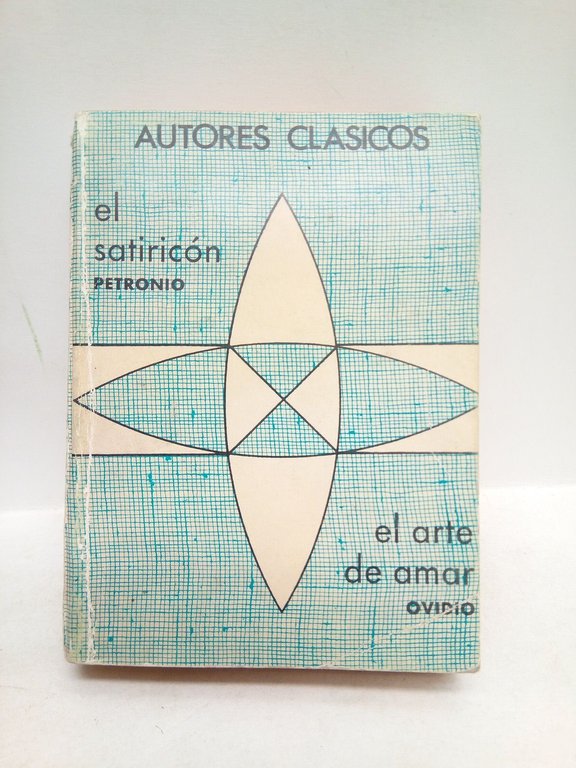 AUTORES CLASICOS
el
satiricón
PETRONIO
el arte
de amar
OVIDIO